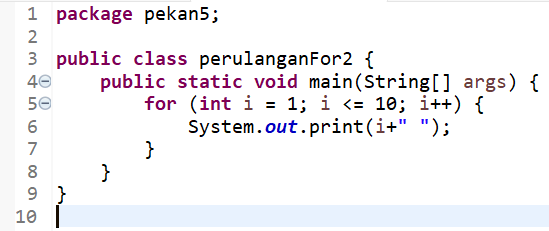 1 package pekan5;
2
3 public class perulanganFor2 {
4 public static void main(String[] args) {
5 for (int i = 1; i <= 10; i++) {
6 System.out.print(i+" ");
7 }
8 }
9 }
10